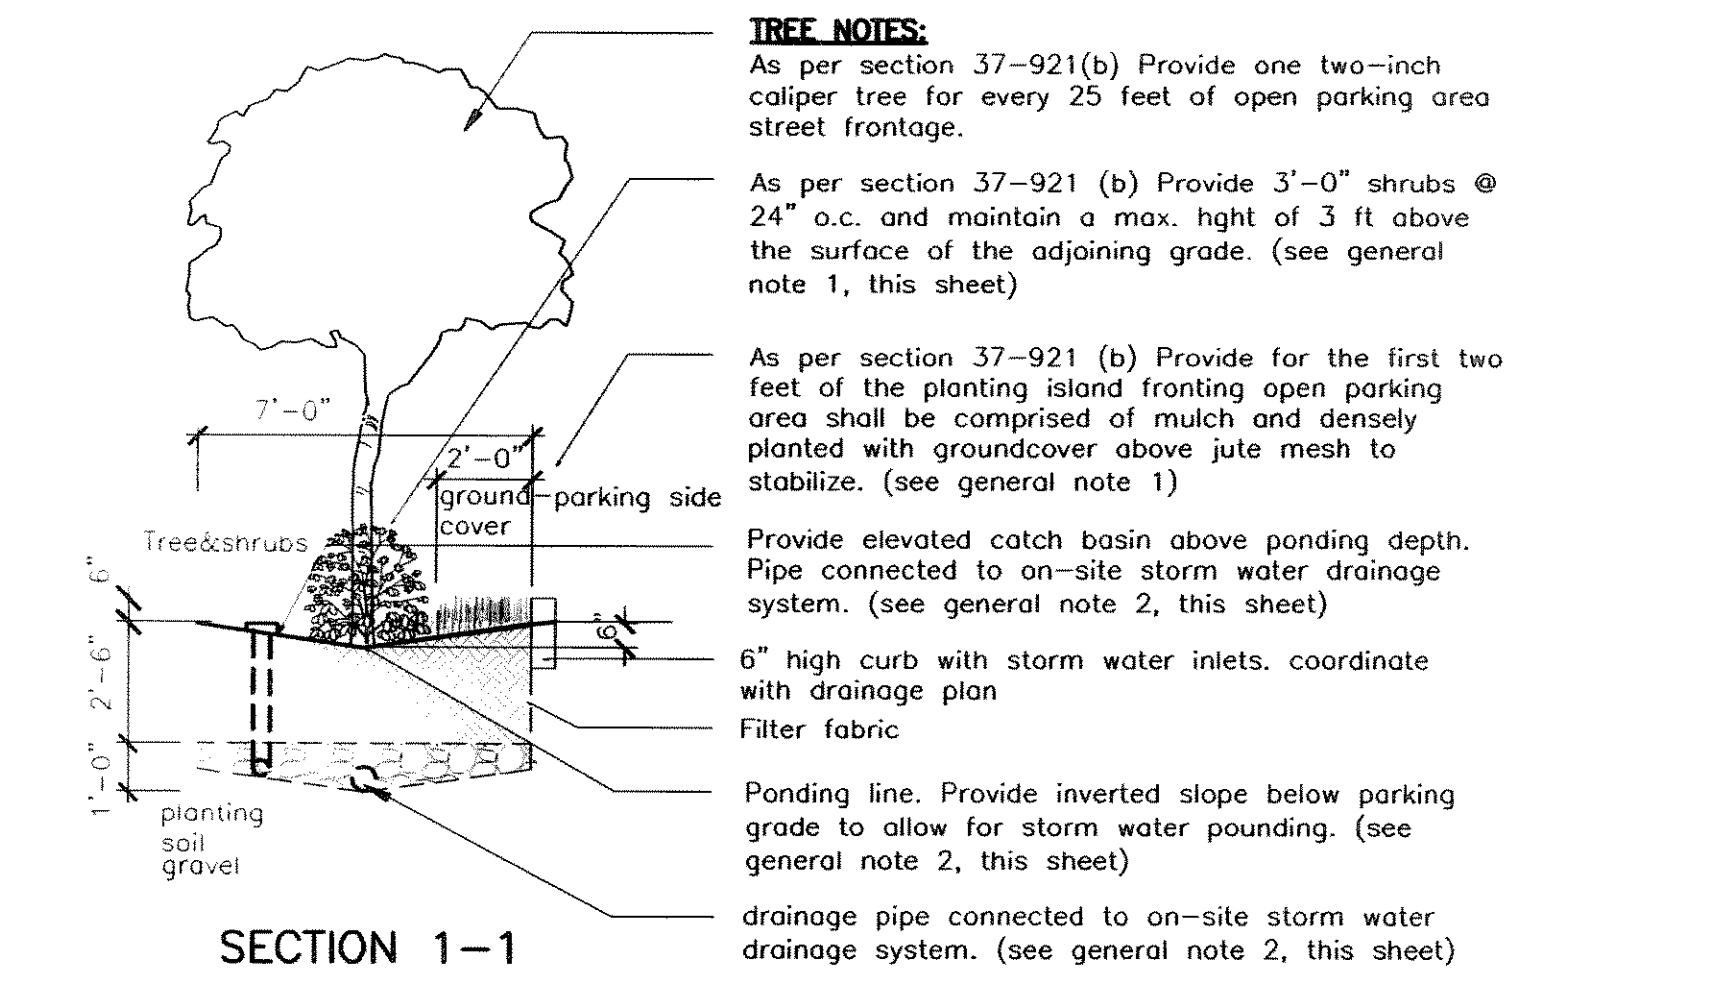 TREE NOTES:
As per section 37-921(b) Provide one two-inch
caliper tree for every 25 feet of open parking area
street frontage.
As per section 37-921 (b) Provide 3'-0" shrubs @
24" o.c. and maintain a max. hght of 3 ft above
the surface of the adjoining grade. (see general
note 1, this sheet)
As per section 37-921 (b) Provide for the first two
feet of the planting island fronting open parking
area shall be comprised of mulch and densely
planted with groundcover above jute mesh to
stabilize. (see general note 1)
Provide elevated catch basin above ponding depth.
Pipe connected to on-site storm water drainage
system. (see general note 2, this sheet)
6" high curb with storm water inlets. coordinate
with drainage plan
Filter fabric
Ponding line. Provide inverted slope below parking
grade to allow for storm water pounding. (see
general note 2, this sheet)
drainage pipe connected to on-site storm water
drainage system. (see general note 2, this sheet)
7'-0"
2'-0"
ground
cover
parking side
Tree&shrubs
6"
2'-6"
1'-0"
6"
planting
soil
gravel
SECTION 1-1